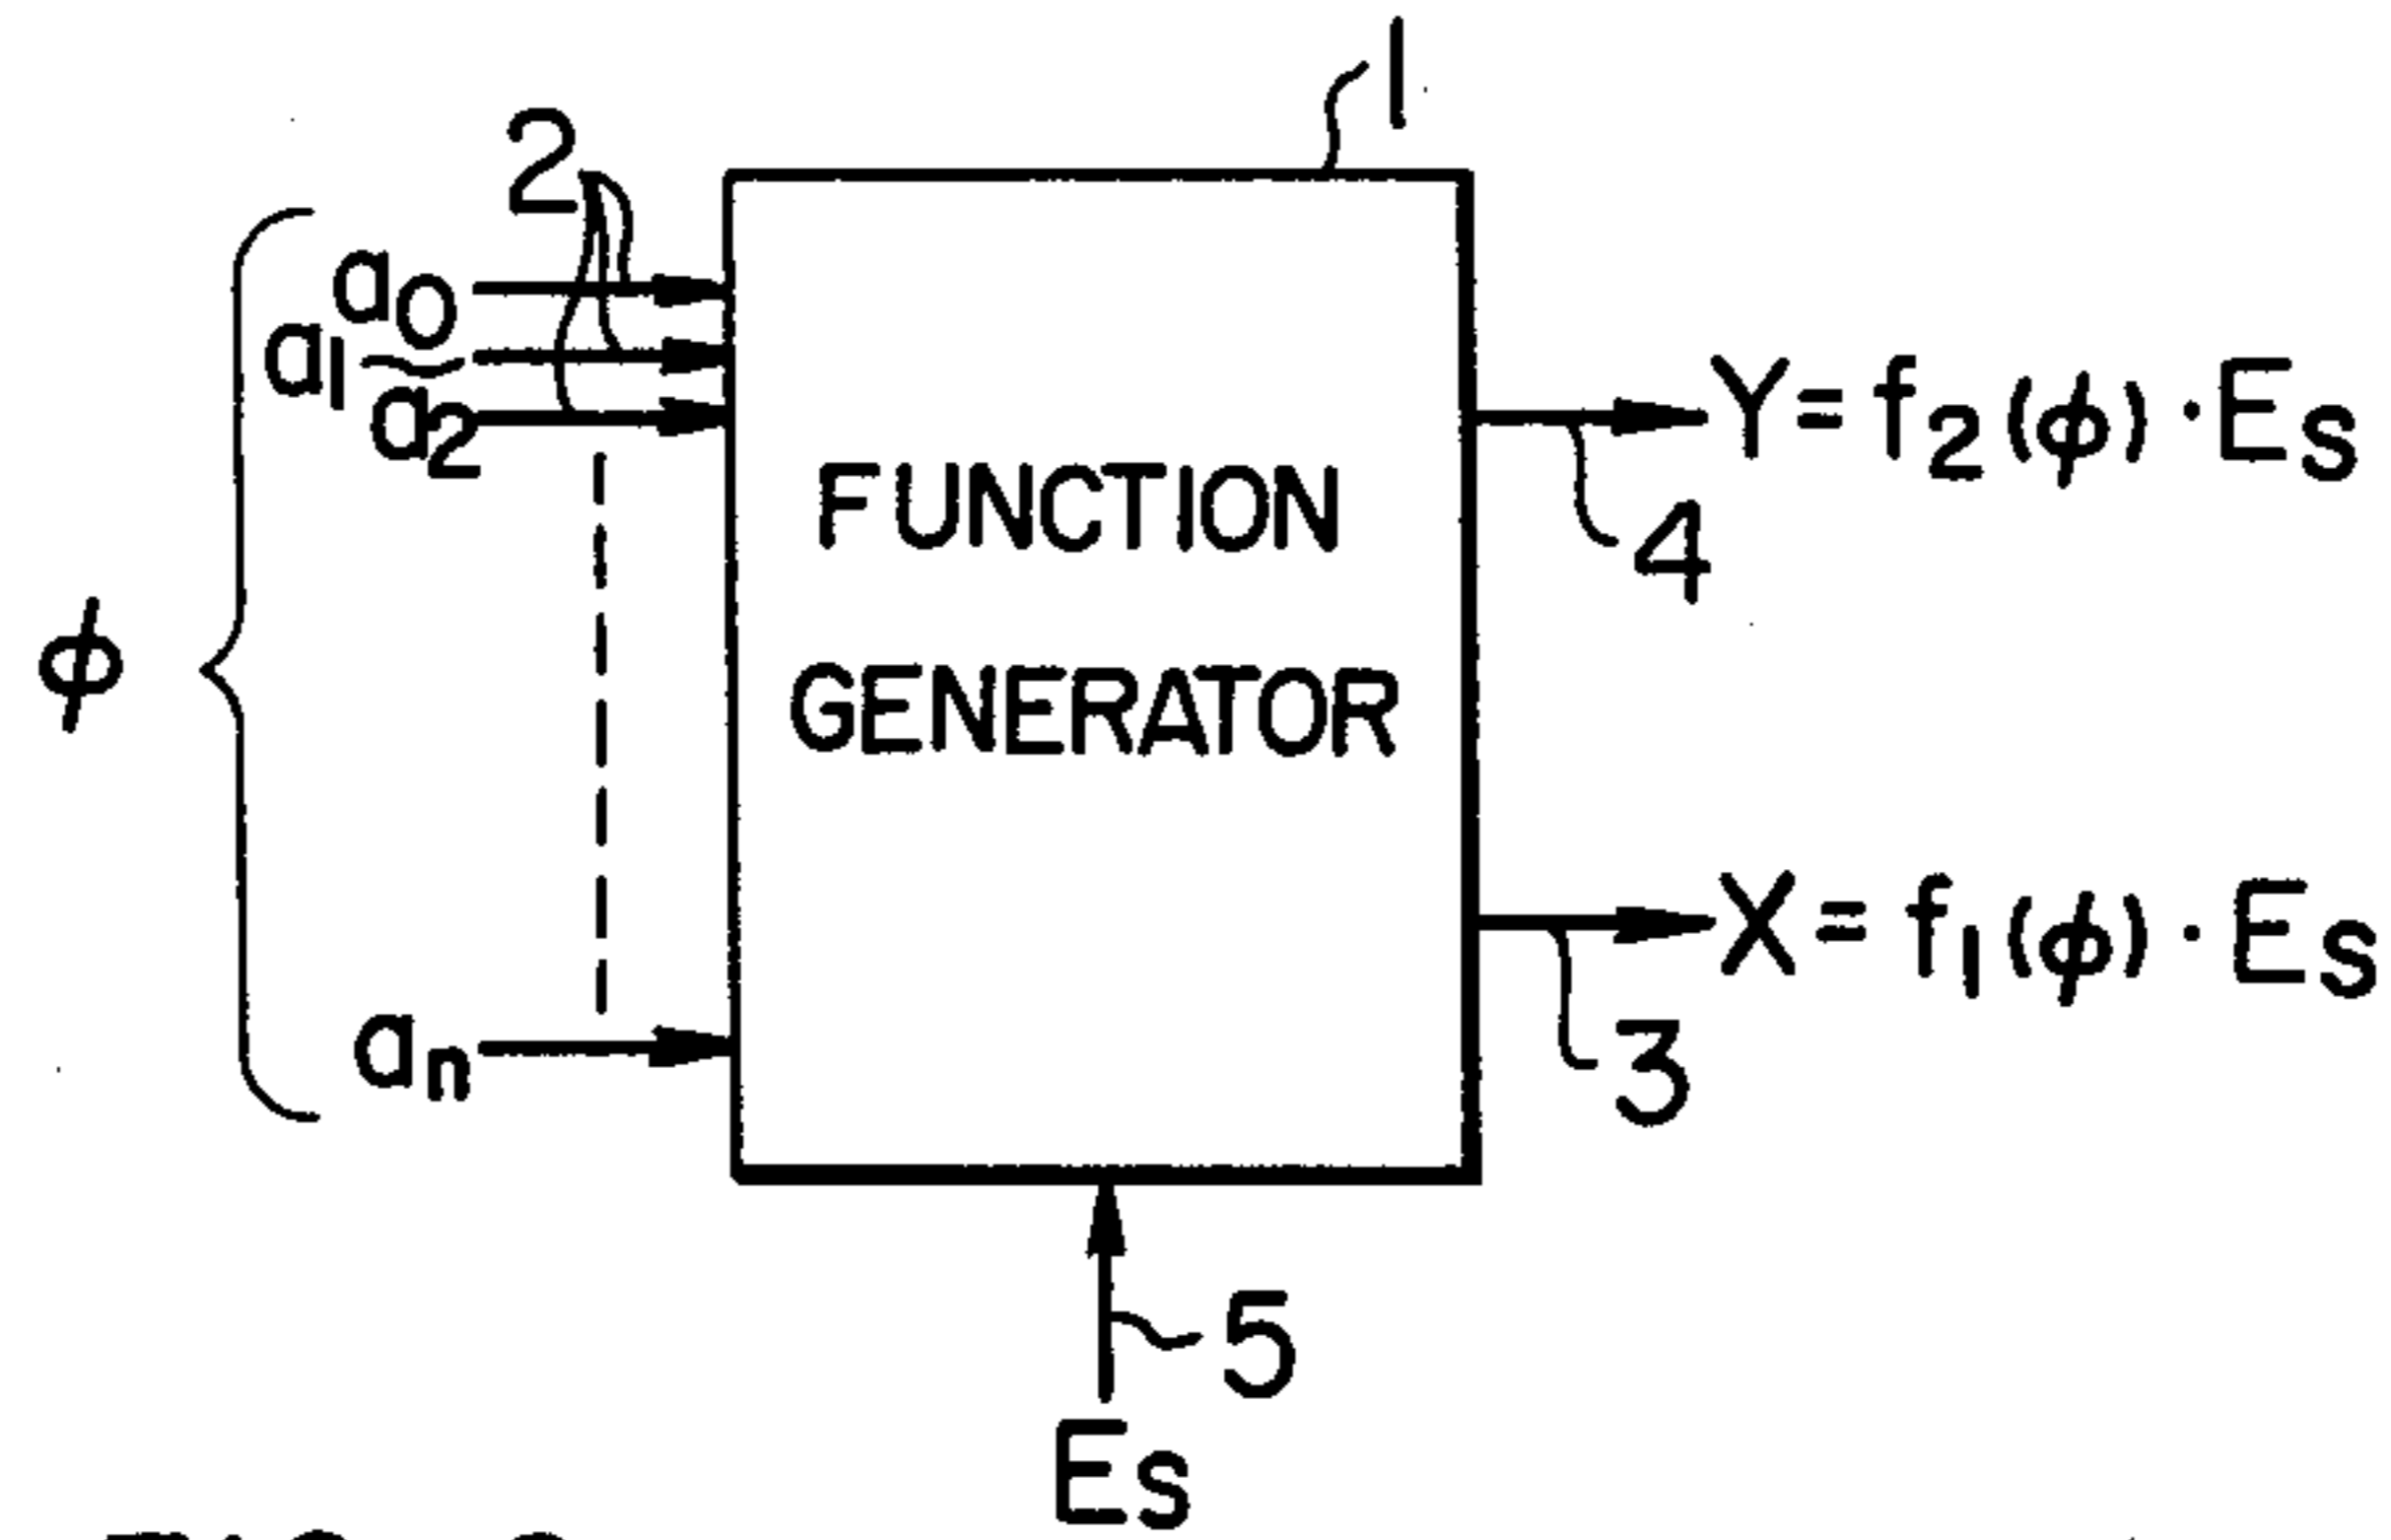 1
2
a0
a1
a2
Y= f2(ϕ)·Es
4
FUNCTION
GENERATOR
ϕ
X= f1(ϕ)·Es
an
3
5
Es